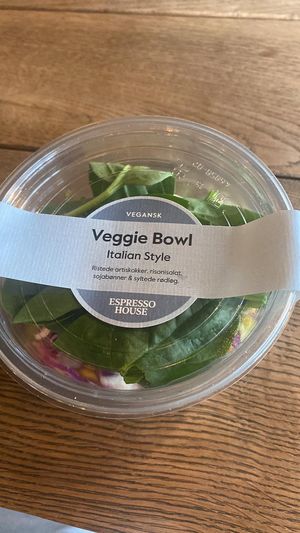 VEGANSK
Veggie Bowl
Italian Style
Ristede artiskokker, risonisalat,
sojabønner & syltede rødløg.
ESPRESSO
HOUSE